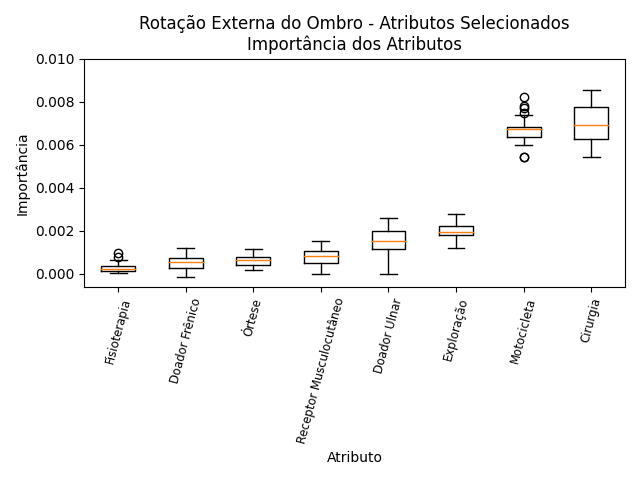 Rotação Externa do Ombro - Atributos Selecionados
Importância dos Atributos
0.010
0.008
0.006
0.004
0.002
0.000
Importância
Fisioterapia
Doador Frênico
Órtese
Receptor Musculocutâneo
Doador Ulnar
Exploração
Motocicleta
Cirurgia
Atributo